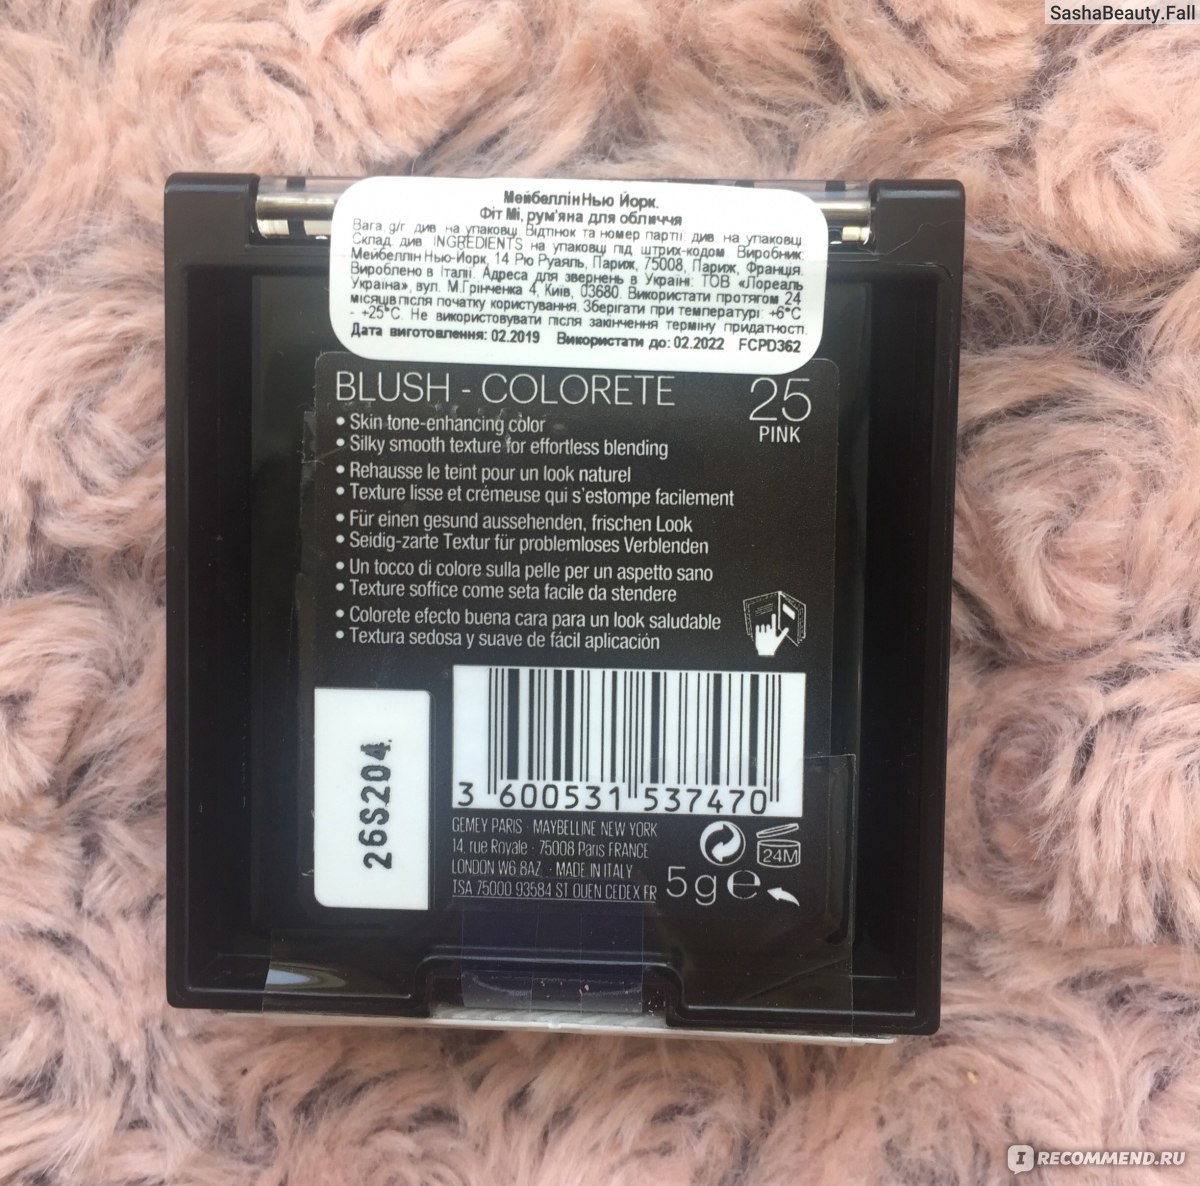 SashaBeauty.Fall
Мейбеллін Нью Йорк.
Фіт Мі, рум'яна для обличчя
Вага, g/г див на упаковці. Відтінок та номер партії див. на упаковці.
Склад див INGREDIENTS на упаковці під штрих-кодом. Виробник:
Мейбеллін Нью-Йорк, 14 Рю Руаяль, Париж, 75008, Париж, Франція.
Вироблено в Італії. Адреса для звернень в Україні: ТОВ «Лореаль
Україна», вул. М.Грінченка 4, Київ, 03680. Використати протягом 24
місяців після початку користування. Зберігати при температурі: +6°C
- +25°C. Не використовувати після закінчення терміну придатності.
Дата виготовлення: 02.2019 Використати до: 02.2022 FCPD362
BLUSH - COLORETE 25
PINK
• Skin tone-enhancing color
• Silky smooth texture for effortless blending
• Rehausse le teint pour un look naturel
• Texture lisse et crémeuse qui s'estompe facilement
• Für einen gesund aussehenden, frischen Look
• Seidig-zarte Textur für problemloses Verblenden
• Un tocco di colore sulla pelle per un aspetto sano
• Texture soffice come seta facile da stendere
• Colorete efecto buena cara para un look saludable
• Textura sedosa y suave de fácil aplicación
26S204
3 600531 537470
GEMEY PARIS · MAYBELLINE NEW YORK
14, rue Royale · 75008 Paris FRANCE
LONDON W6 8AZ · MADE IN ITALY
TSA 75000 93584 ST OUEN CEDEX FR
24M
5g e
IRECOMMEND.RU